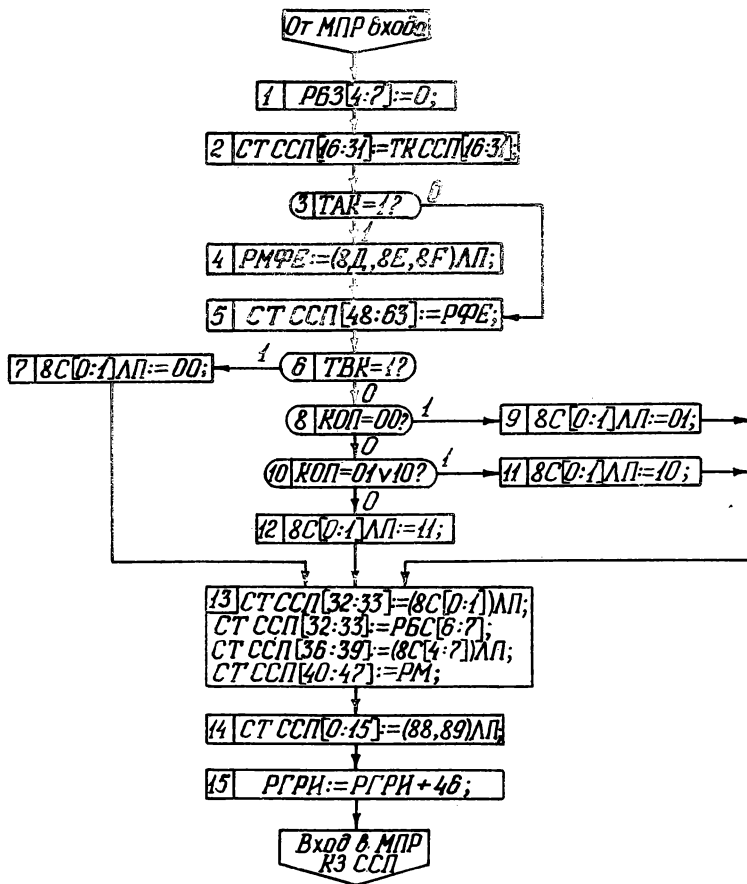 От МПР входа
1 РБЗ[4:7]:=0;
2 СТ ССП[16:31]:=ТКССП[16:31];
3 ТАК=1? 0
1
4 РМФЕ:=(8Д,8Е,8F)ЛП;
5 СТ ССП[48:63]:=РФЕ;
7 8С[0:1]ЛП:=00; 1 6 ТВК=1?
0
8 КОП=00? 1 9 8С[0:1]ЛП:=01;
0
10 КОП=01v10? 1 11 8С[0:1]ЛП:=10;
0
12 8С[0:1]ЛП:=11;
13 СТ ССП[32:33]:=(8С[0:1])ЛП;
СТ ССП[32:33]:=РБС[6:7];
СТ ССП[36:39]:=(8С[4:7])ЛП;
СТ ССП[40:47]:=РМ;
14 СТ ССП[0:15]:=(88,89)ЛП;
15 РГРИ:=РГРИ+46;
Вход в МПР
КЗ ССП